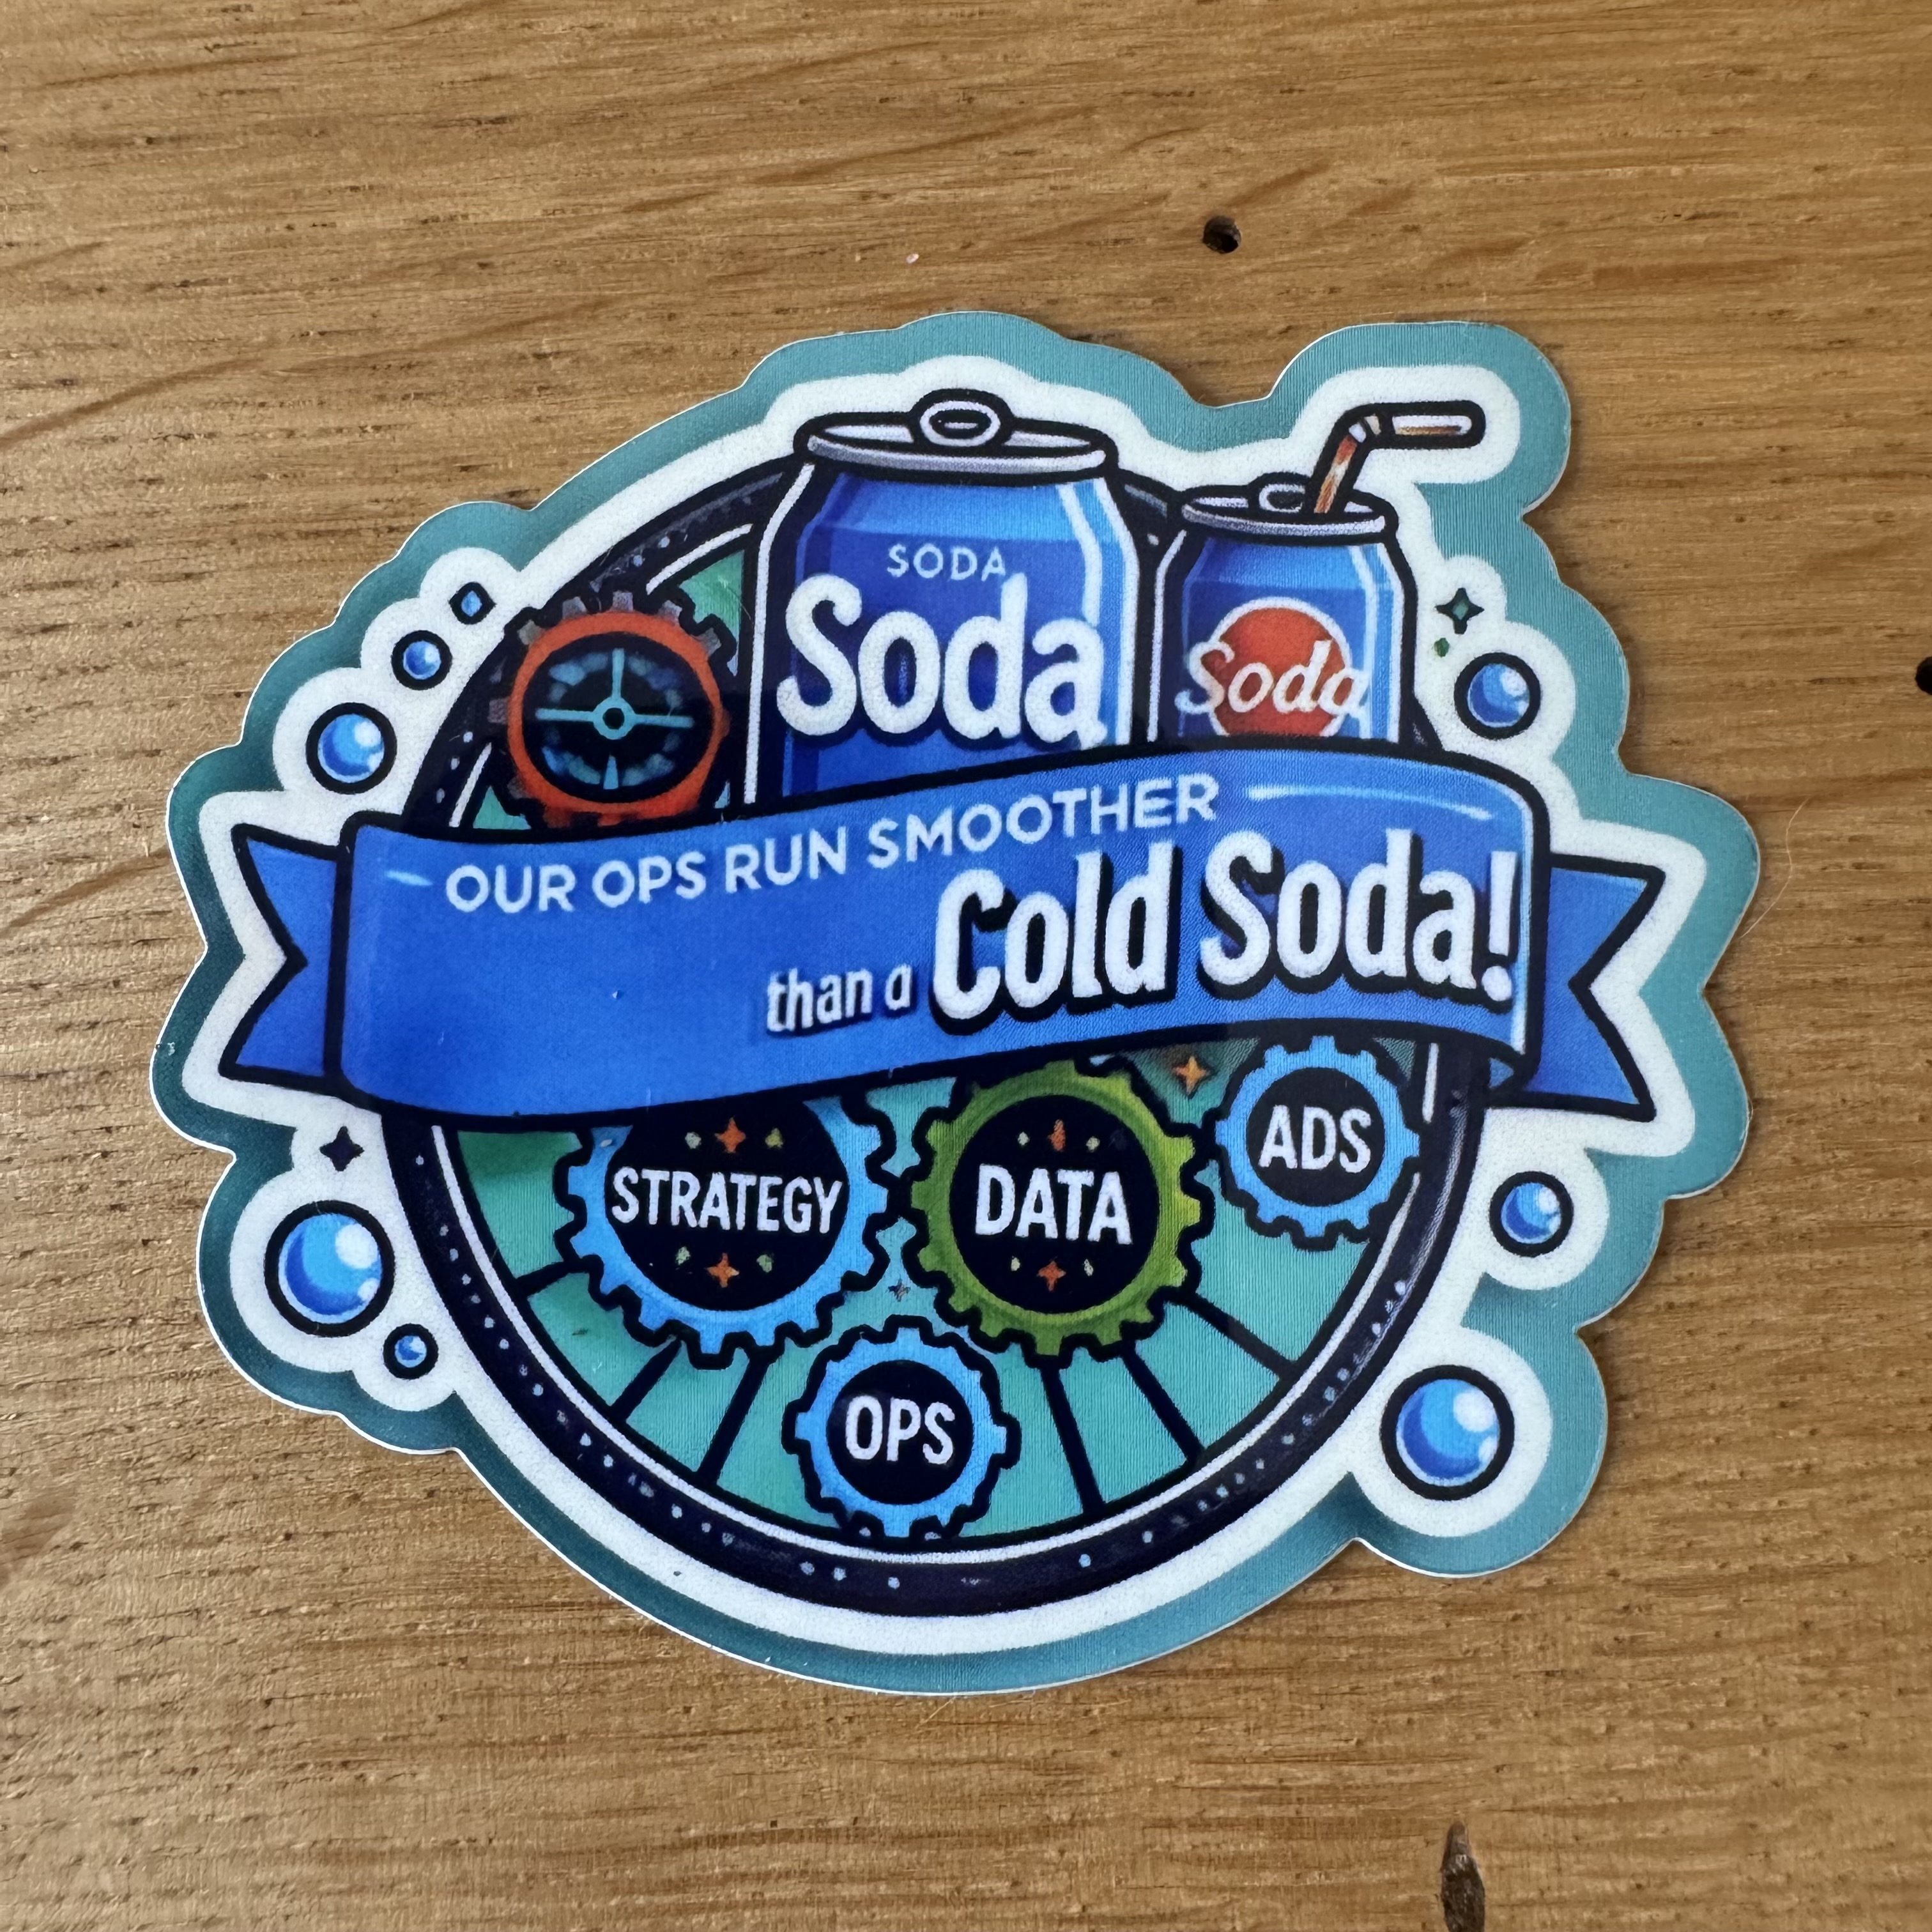 SODA
Soda
Soda
OUR OPS RUN SMOOTHER
than a Cold Soda!
STRATEGY
DATA
ADS
OPS